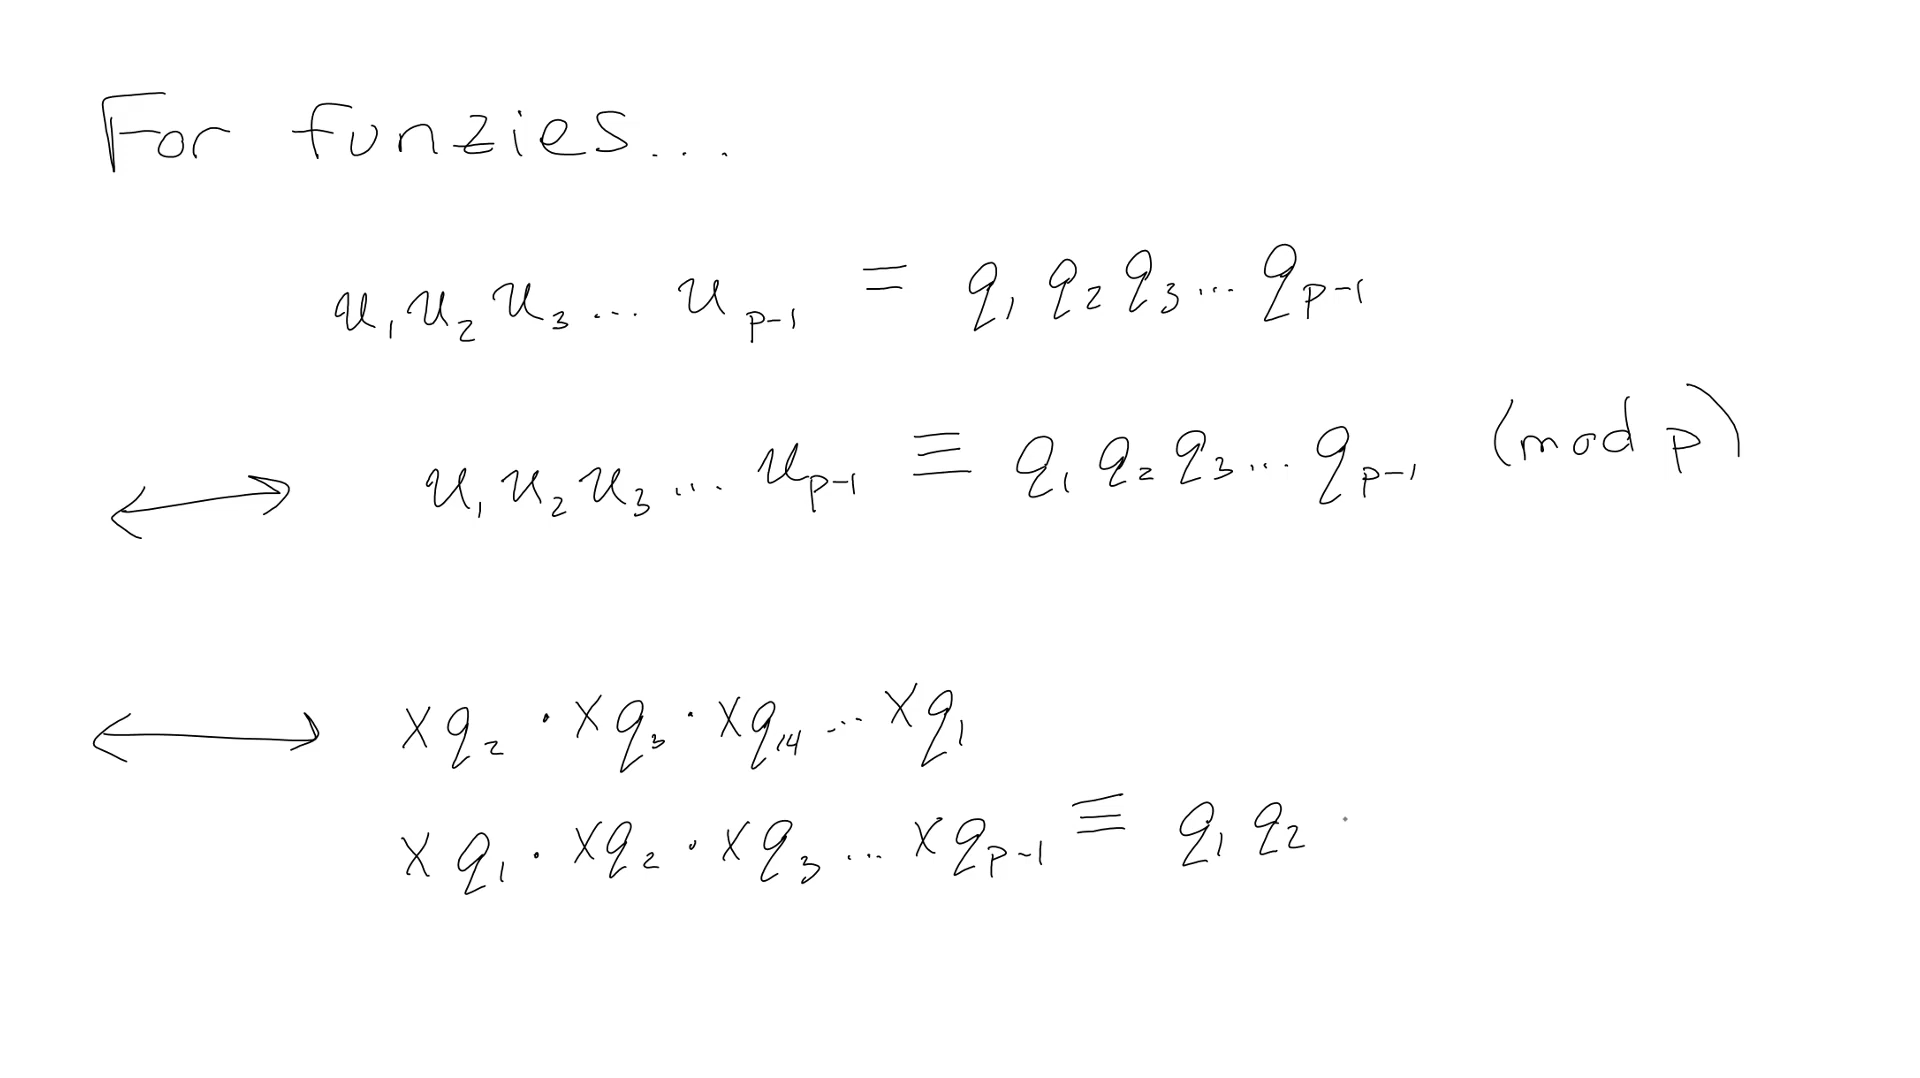 For funzies...
u₁u₂u₃... u_{p-1} = q₁q₂q₃... q_{p-1}
⟷ u₁u₂u₃... u_{p-1} ≡ q₁q₂q₃... q_{p-1} (mod p)
⟷ xq₂ · xq₃ · xq₁₄ ... xq₁
xq₁ · xq₂ · xq₃ ... xq_{p-1} ≡ q₁q₂